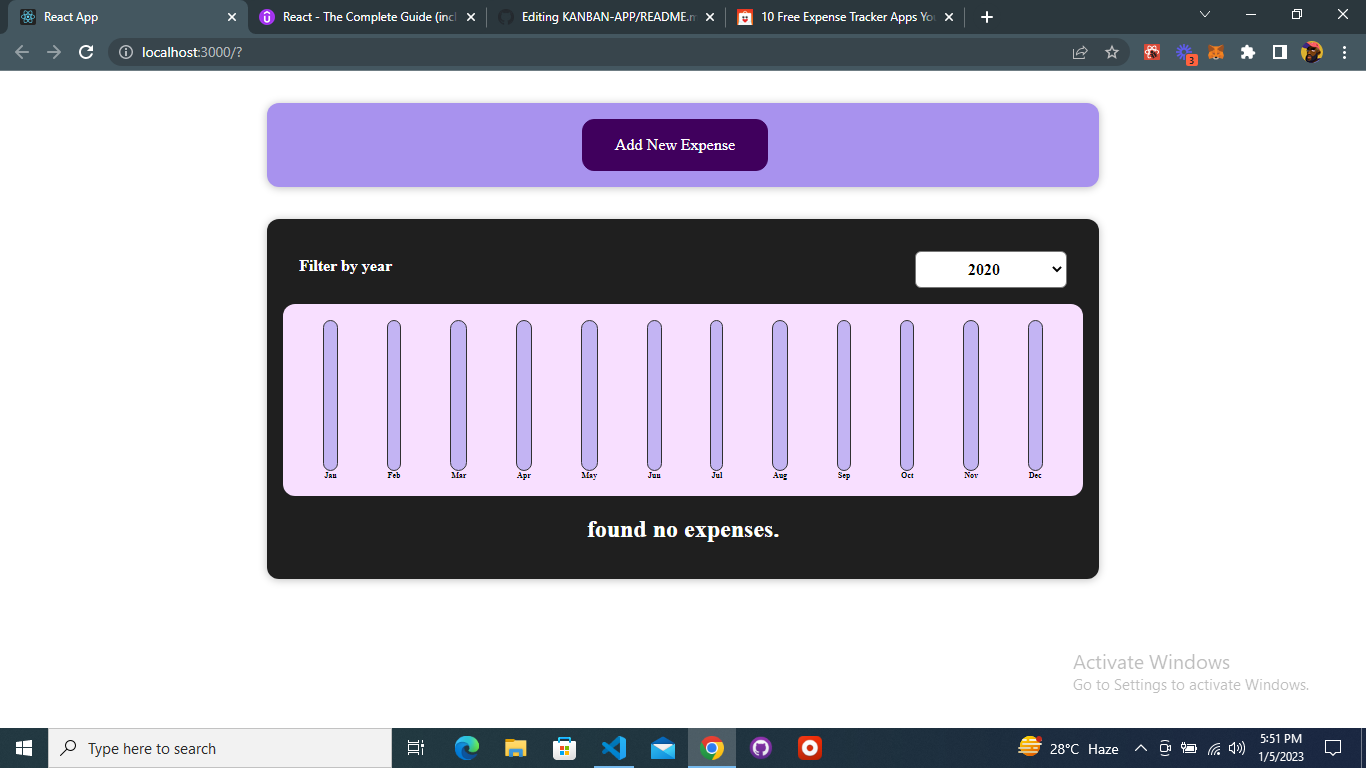 React App
React - The Complete Guide (incl
Editing KANBAN-APP/README.m
10 Free Expense Tracker Apps You
localhost:3000/?
3
Add New Expense
Filter by year
2020
Jan Feb Mar Apr May Jun Jul Aug Sep Oct Nov Dec
found no expenses.
Activate Windows
Go to Settings to activate Windows.
Type here to search
28°C Haze
5:51 PM
1/5/2023